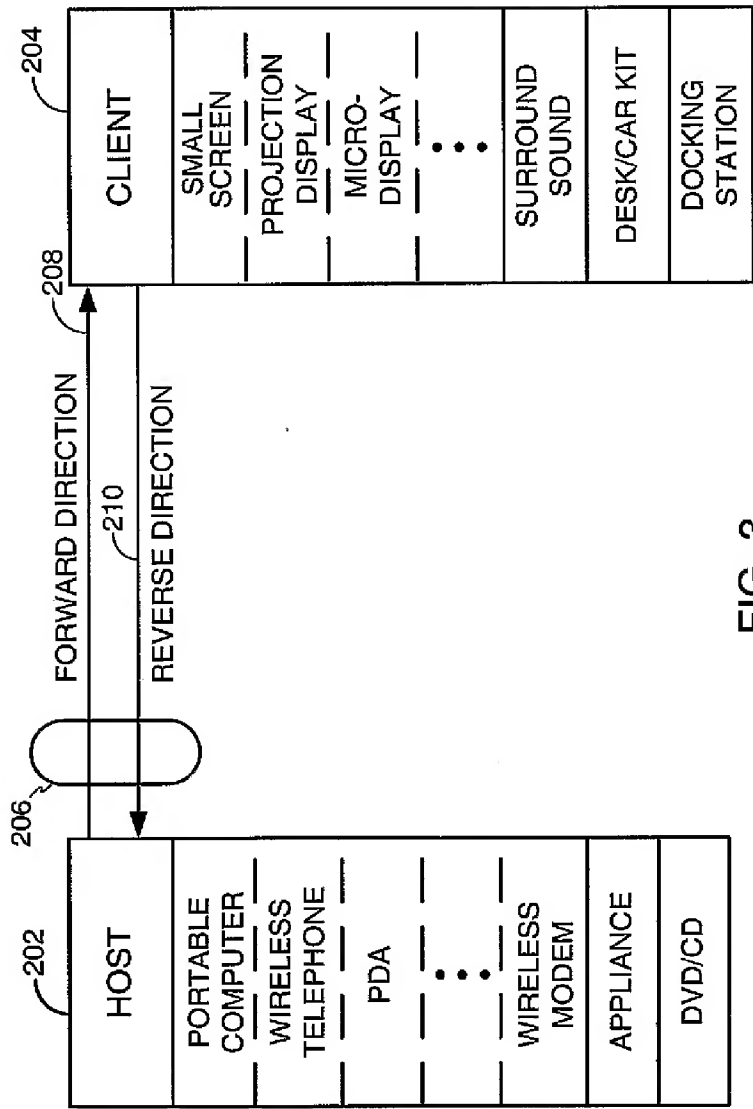 202
HOST
PORTABLE
COMPUTER
WIRELESS
TELEPHONE
PDA
WIRELESS
MODEM
APPLIANCE
DVD/CD
206
FORWARD DIRECTION
208
210
REVERSE DIRECTION
204
CLIENT
SMALL
SCREEN
PROJECTION
DISPLAY
MICRO-
DISPLAY
SURROUND
SOUND
DESK/CAR KIT
DOCKING
STATION
FIG.